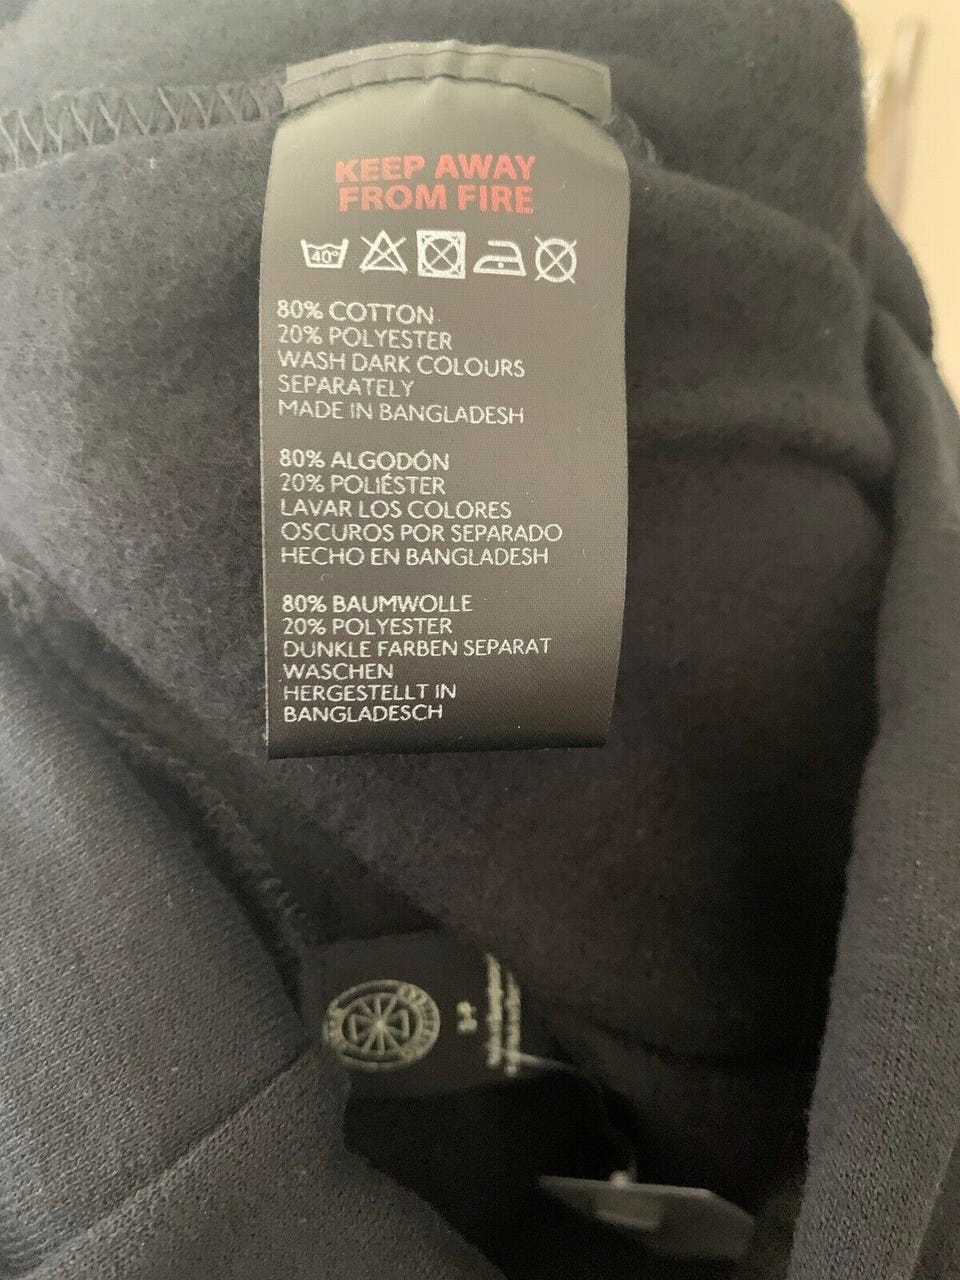 KEEP AWAY
FROM FIRE
40°
80% COTTON
20% POLYESTER
WASH DARK COLOURS
SEPARATELY
MADE IN BANGLADESH
80% ALGODÓN
20% POLIÉSTER
LAVAR LOS COLORES
OSCUROS POR SEPARADO
HECHO EN BANGLADESH
80% BAUMWOLLE
20% POLYESTER
DUNKLE FARBEN SEPARAT
WASCHEN
HERGESTELLT IN
BANGLADESCH